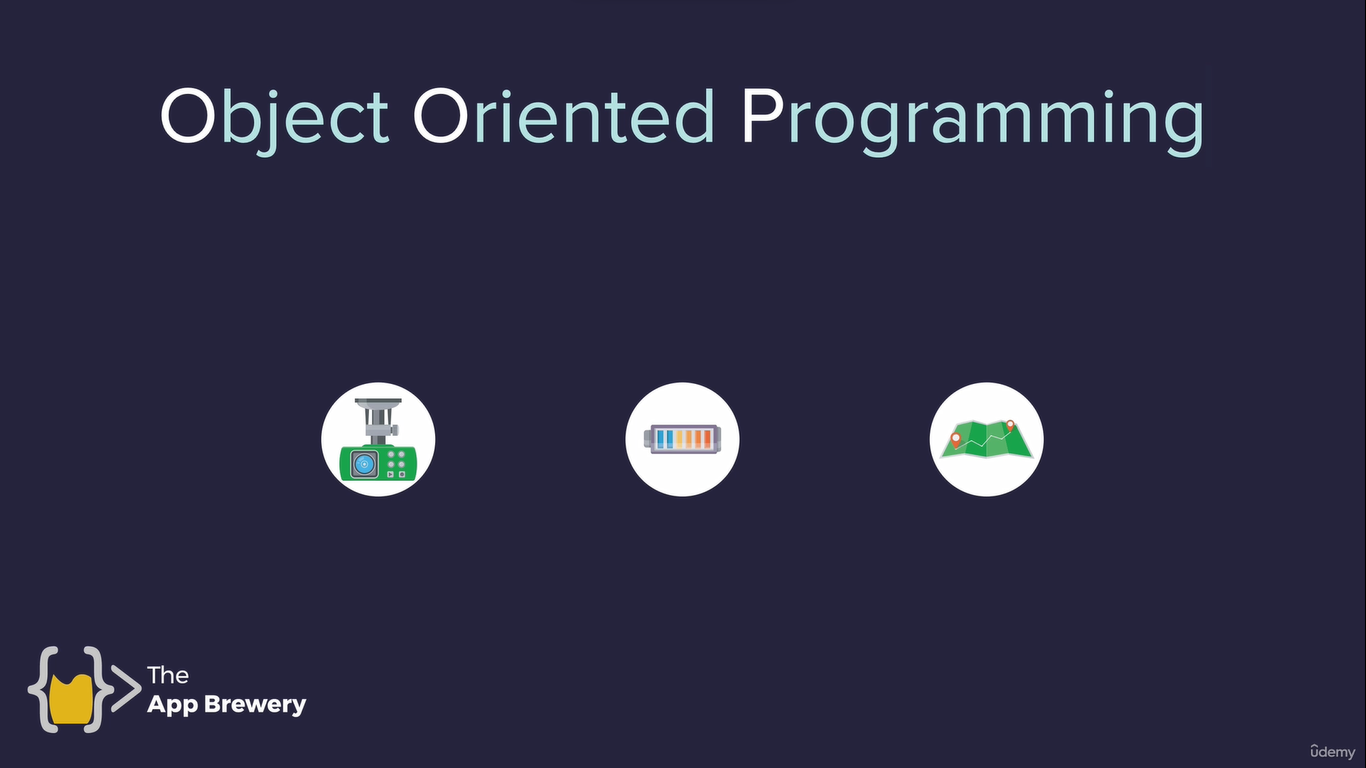 Object Oriented Programming
The
App Brewery
ûdemy